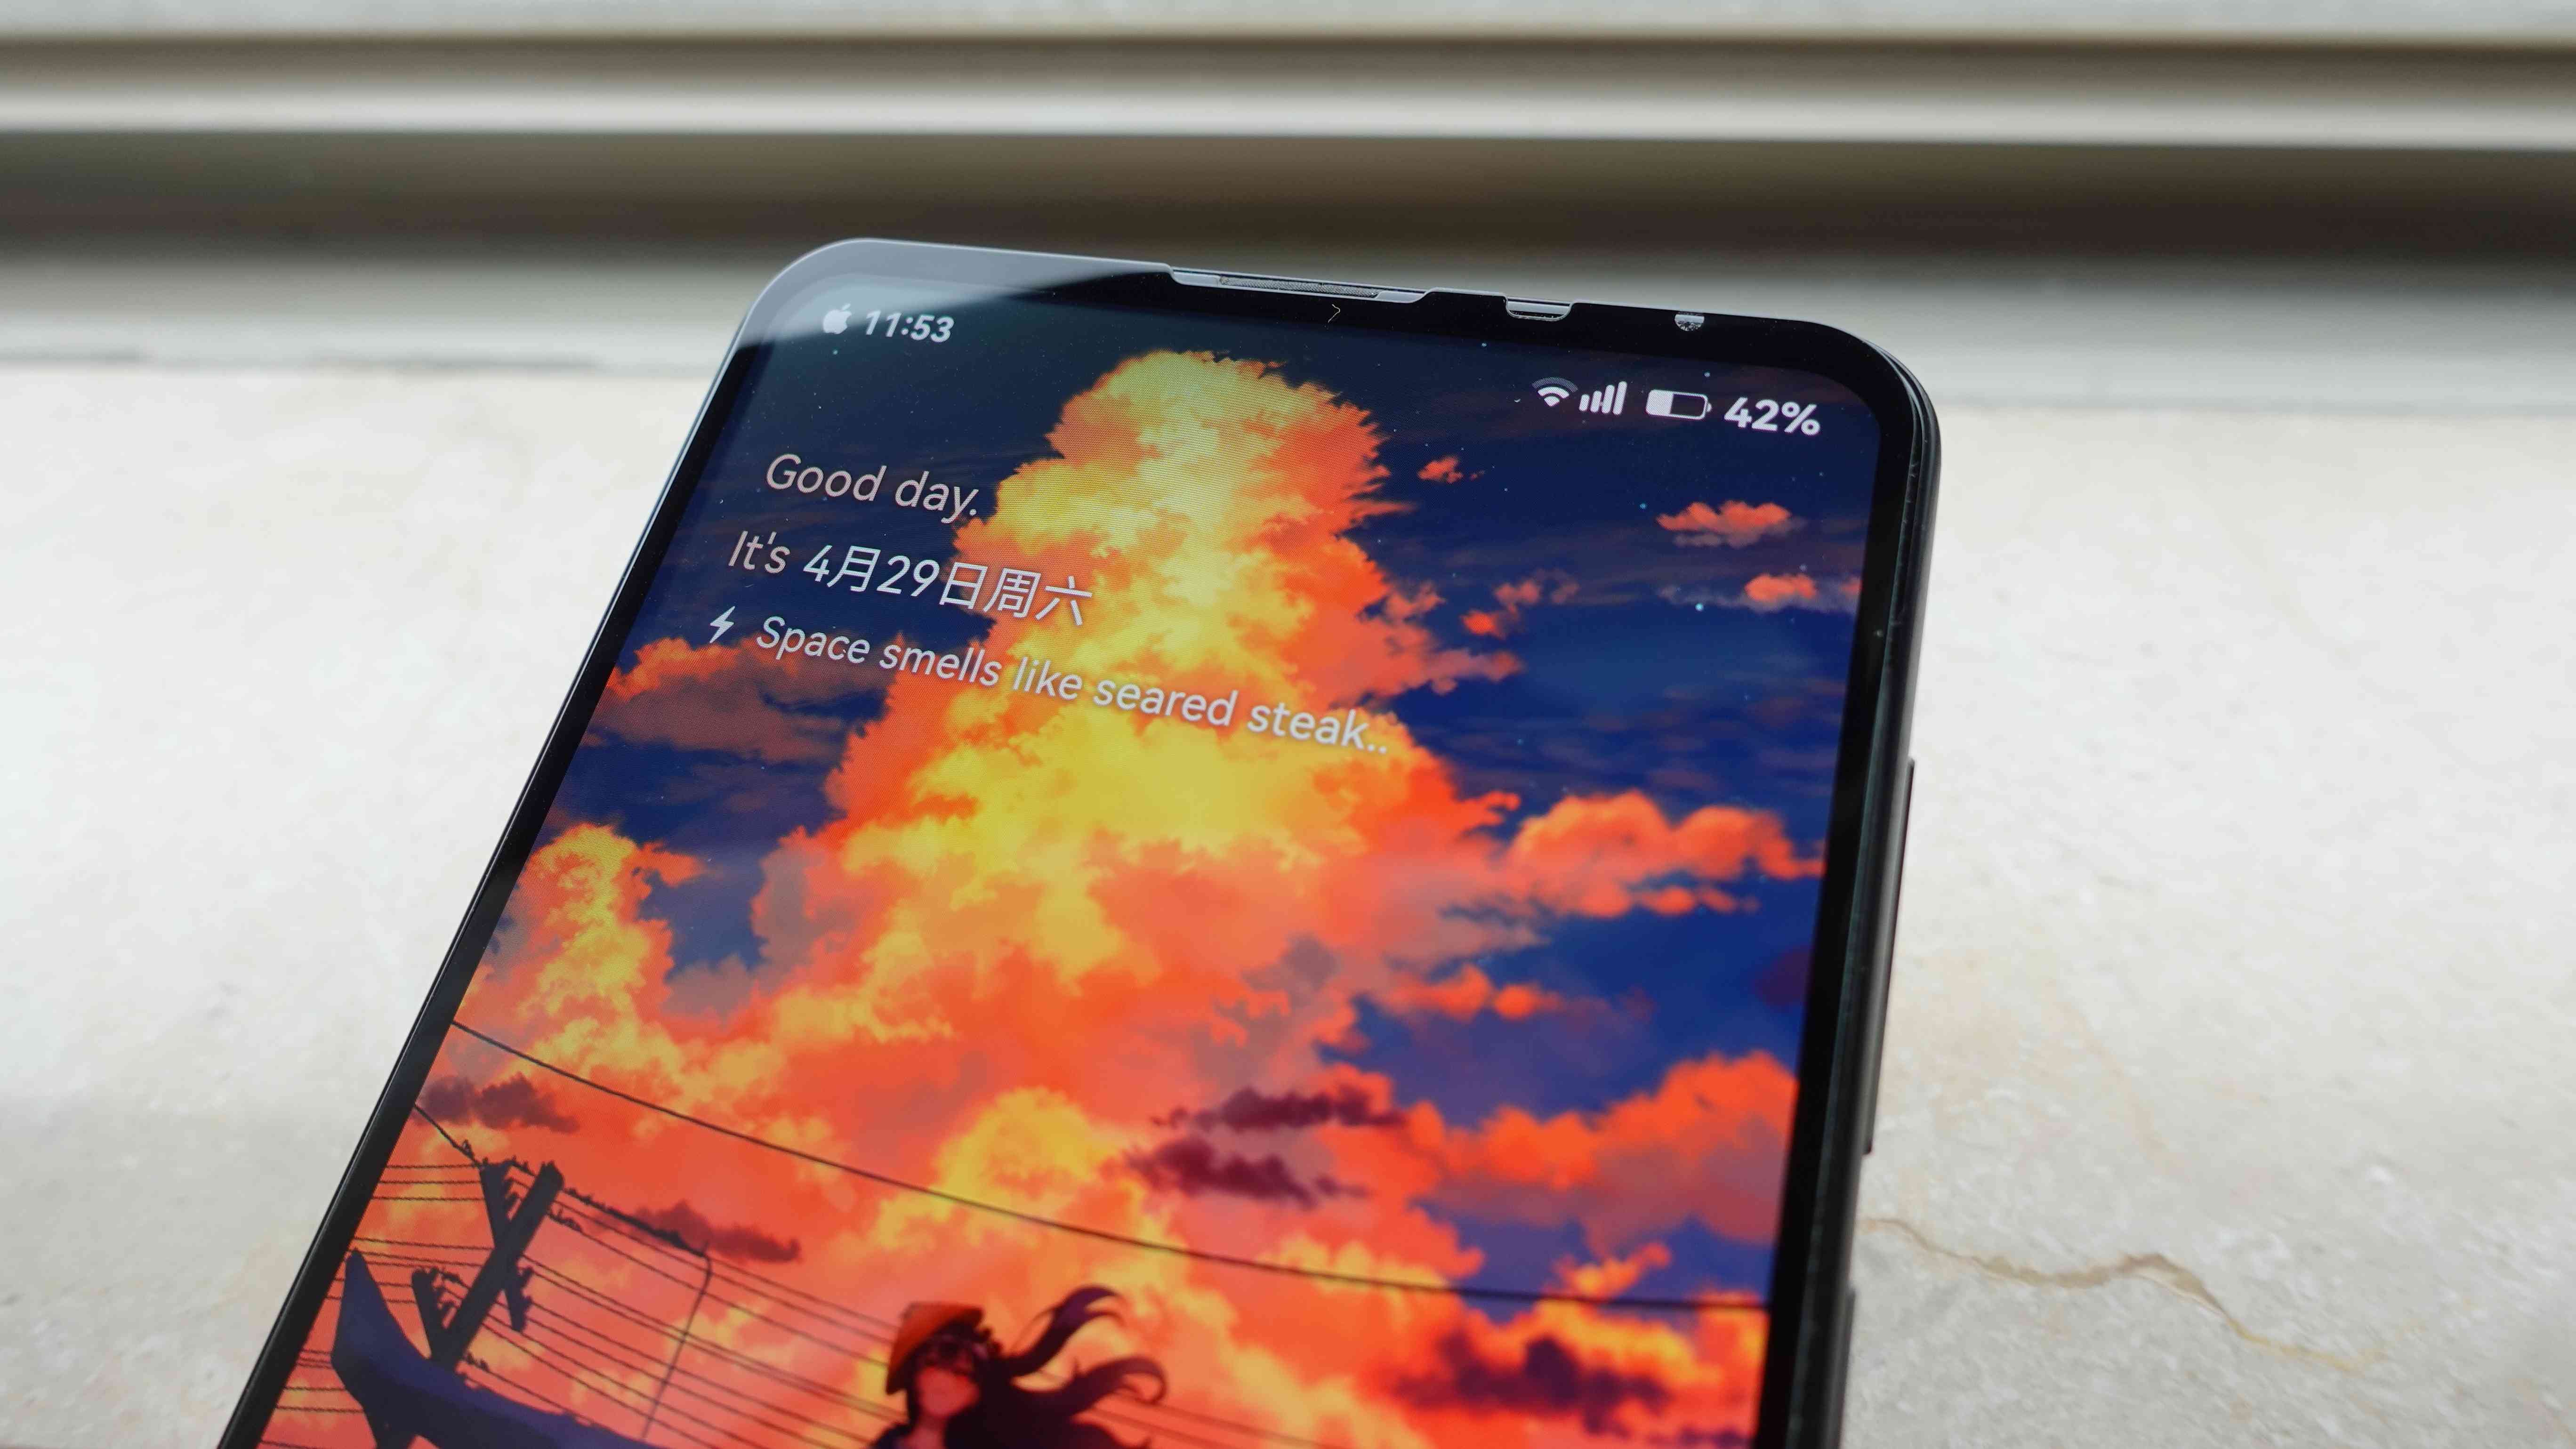 11:53
42%
Good day.
It's 4月29日周六
Space smells like seared steak..